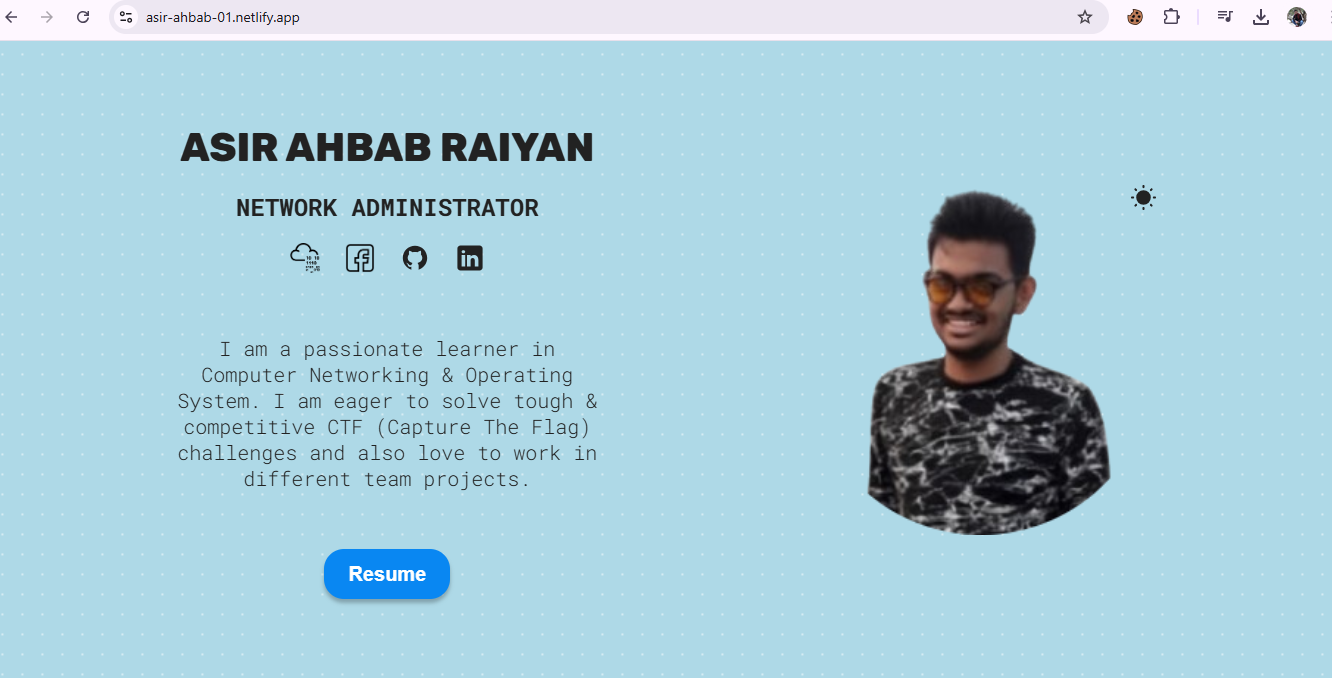 asir-ahbab-01.netlify.app
ASIR AHBAB RAIYAN
NETWORK ADMINISTRATOR
I am a passionate learner in
Computer Networking & Operating
System. I am eager to solve tough &
competitive CTF (Capture The Flag)
challenges and also love to work in
different team projects.
Resume